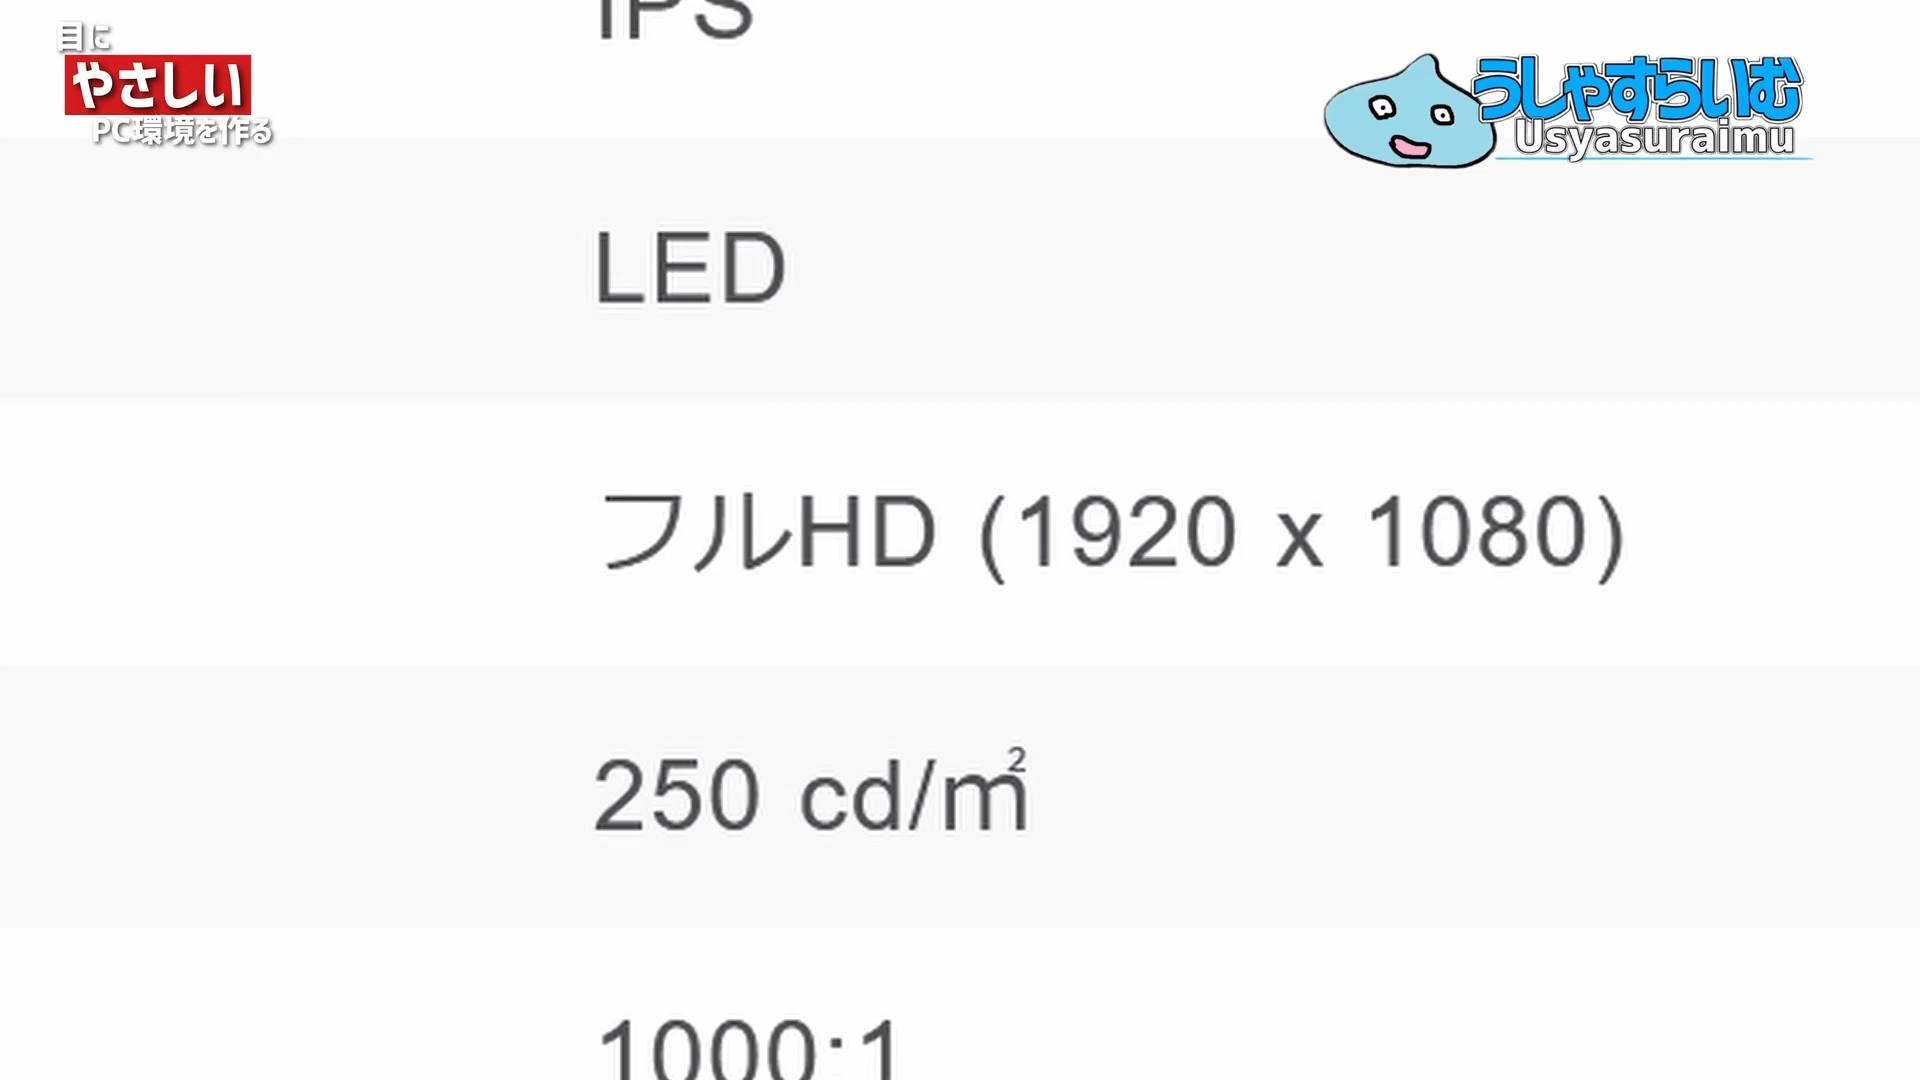 目に
やさしい
PC環境を作る
うしゃすらいむ
Usyasuraimu
IPS
LED
フルHD (1920 x 1080)
250 cd/㎡
1000:1